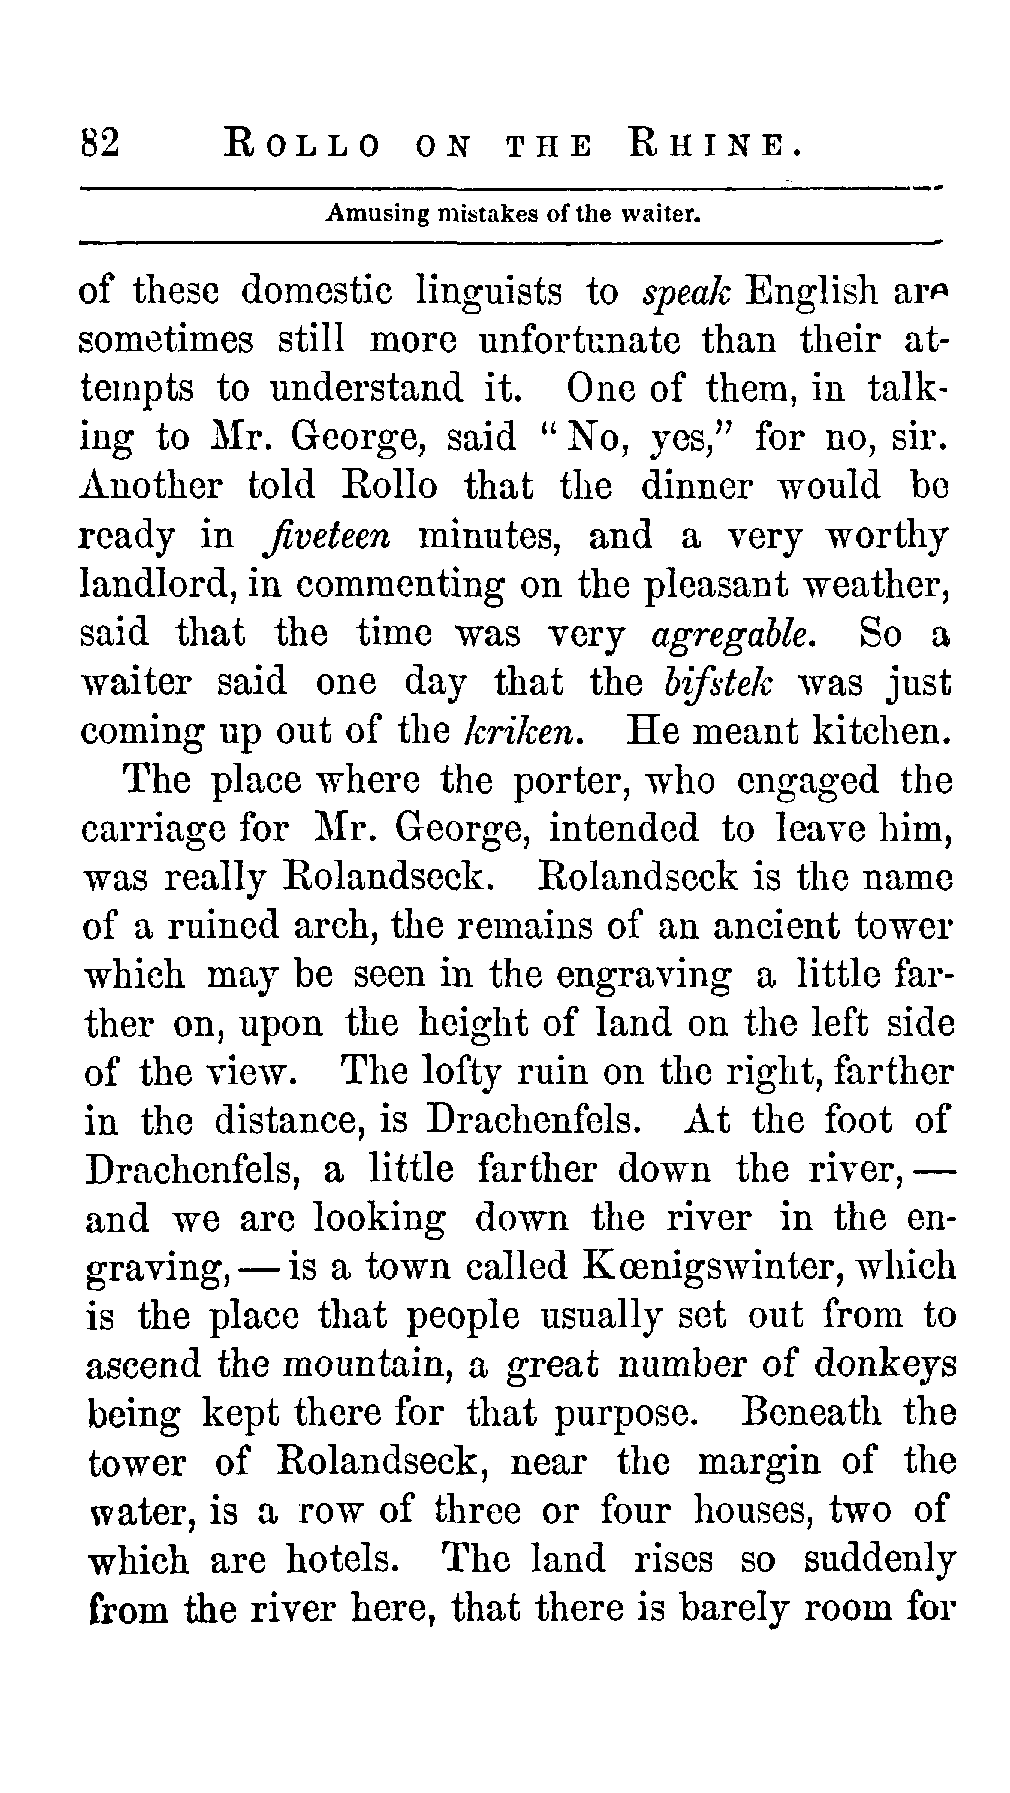 82 ROLLO ON THE RHINE.
Amusing mistakes of the waiter.
of these domestic linguists to speak English are
sometimes still more unfortunate than their at-
tempts to understand it. One of them, in talk-
ing to Mr. George, said “No, yes,” for no, sir.
Another told Rollo that the dinner would be
ready in fiveteen minutes, and a very worthy
landlord, in commenting on the pleasant weather,
said that the time was very agregable. So a
waiter said one day that the bifstek was just
coming up out of the kriken. He meant kitchen.
The place where the porter, who engaged the
carriage for Mr. George, intended to leave him,
was really Rolandseck. Rolandseck is the name
of a ruined arch, the remains of an ancient tower
which may be seen in the engraving a little far-
ther on, upon the height of land on the left side
of the view. The lofty ruin on the right, farther
in the distance, is Drachenfels. At the foot of
Drachenfels, a little farther down the river, —
and we are looking down the river in the en-
graving, — is a town called Kœnigswinter, which
is the place that people usually set out from to
ascend the mountain, a great number of donkeys
being kept there for that purpose. Beneath the
tower of Rolandseck, near the margin of the
water, is a row of three or four houses, two of
which are hotels. The land rises so suddenly
from the river here, that there is barely room for